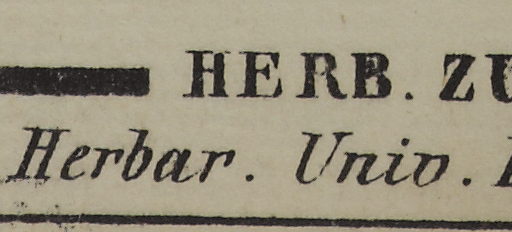 HERB. ZU
Herbar. Univ.